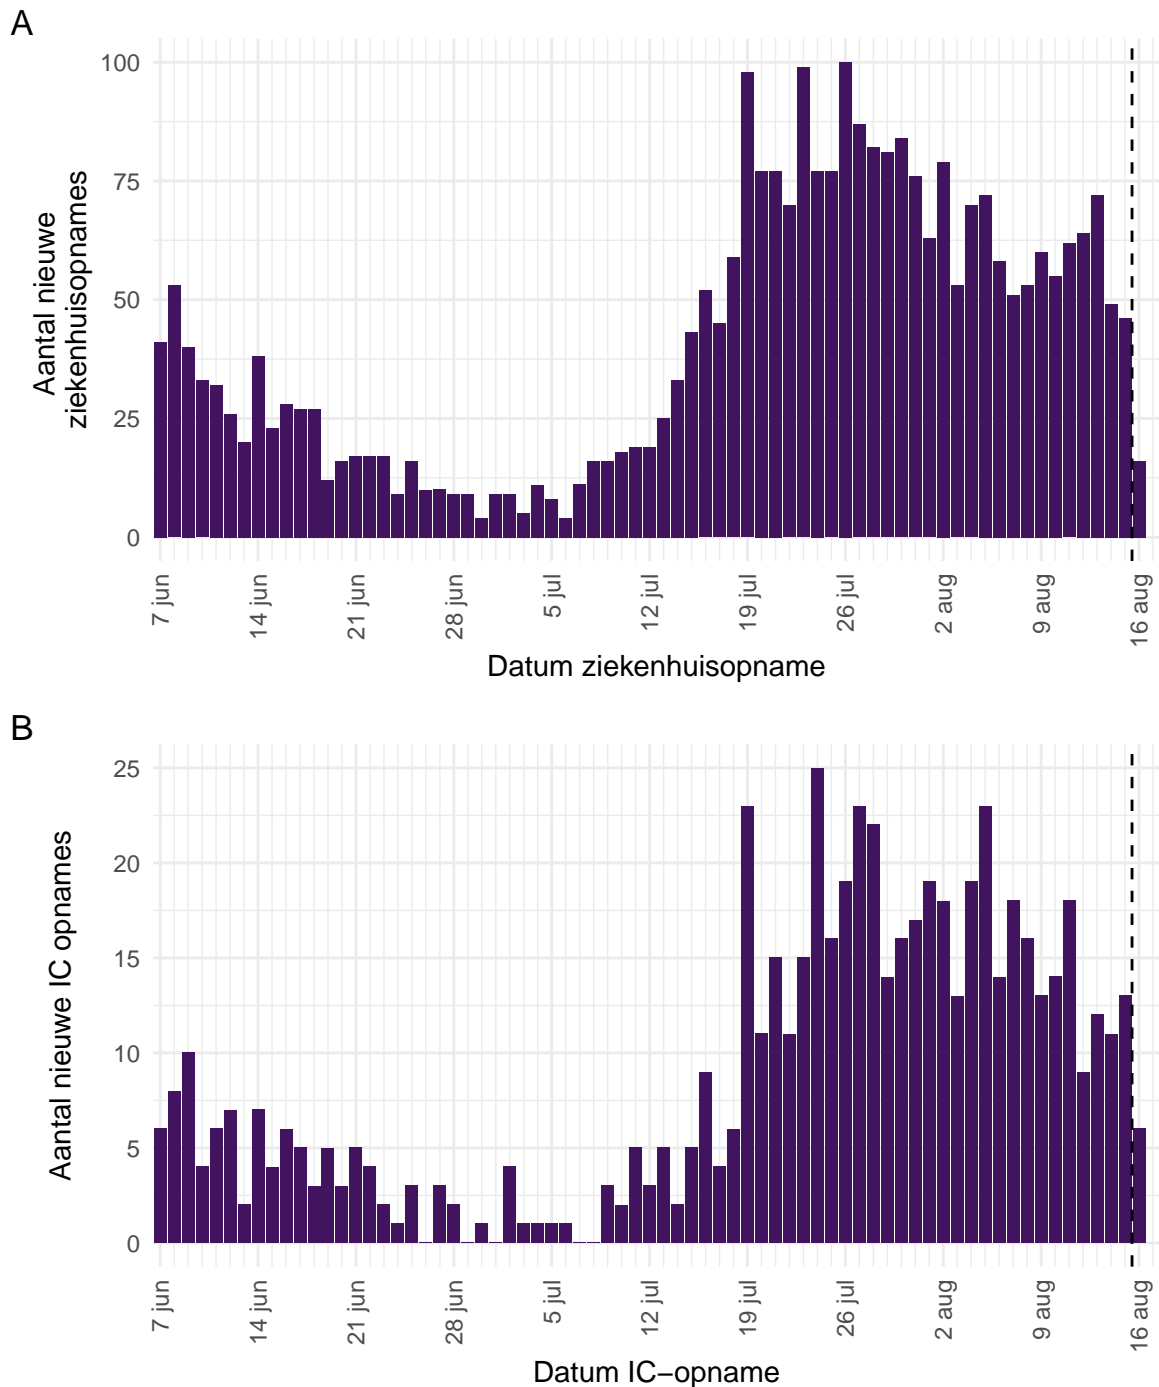 A
100
75
50
25
0
Aantal nieuwe
ziekenhuisopnames
7 jun
14 jun
21 jun
28 jun
5 jul
12 jul
19 jul
26 jul
2 aug
9 aug
16 aug
Datum ziekenhuisopname
B
25
20
15
10
5
0
Aantal nieuwe IC opnames
7 jun
14 jun
21 jun
28 jun
5 jul
12 jul
19 jul
26 jul
2 aug
9 aug
16 aug
Datum IC−opname